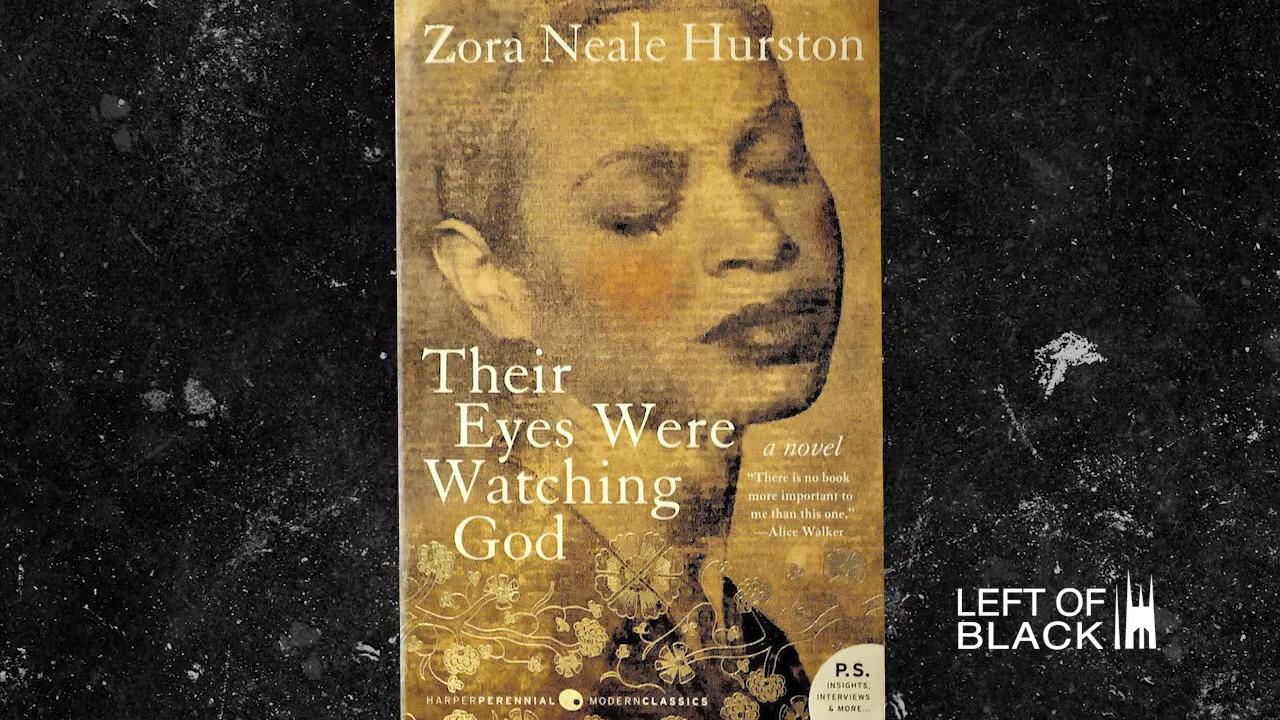 Zora Neale Hurston
Their
Eyes Were
Watching
God
a novel
“There is no book
more important to
me than this one.”
—Alice Walker
HARPERPERENNIAL MODERNCLASSICS
P.S.
INSIGHTS,
INTERVIEWS
& MORE...
LEFT OF
BLACK